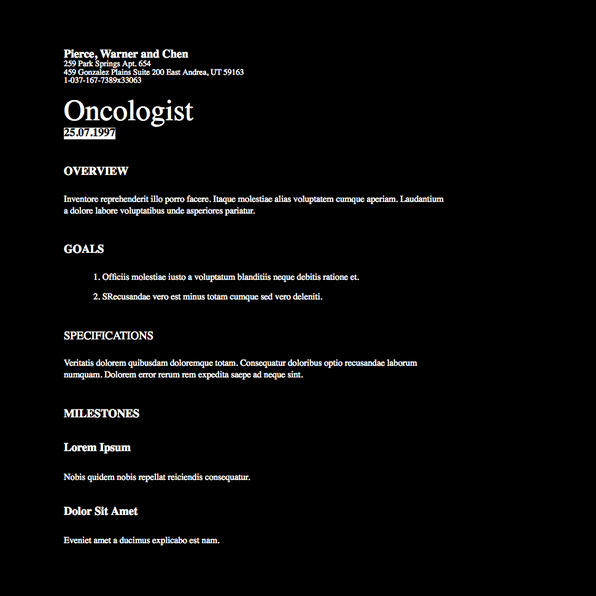 Pierce, Warner and Chen
259 Park Springs Apt. 654
459 Gonzalez Plains Suite 200 East Andrea, UT 59163
1-037-167-7389x33063
Oncologist
25.07.1997
OVERVIEW
Inventore reprehenderit illo porro facere. Itaque molestiae alias voluptatem cumque aperiam. Laudantium
a dolore labore voluptatibus unde asperiores pariatur.
GOALS
1. Officiis molestiae iusto a voluptatum blanditiis neque debitis ratione et.
2. SRecusandae vero est minus totam cumque sed vero deleniti.
SPECIFICATIONS
Veritatis dolorem quibusdam doloremque totam. Consequatur doloribus optio recusandae laborum
numquam. Dolorem error rerum rem expedita saepe ad neque sint.
MILESTONES
Lorem Ipsum
Nobis quidem nobis repellat reiciendis consequatur.
Dolor Sit Amet
Eveniet amet a ducimus explicabo est nam.